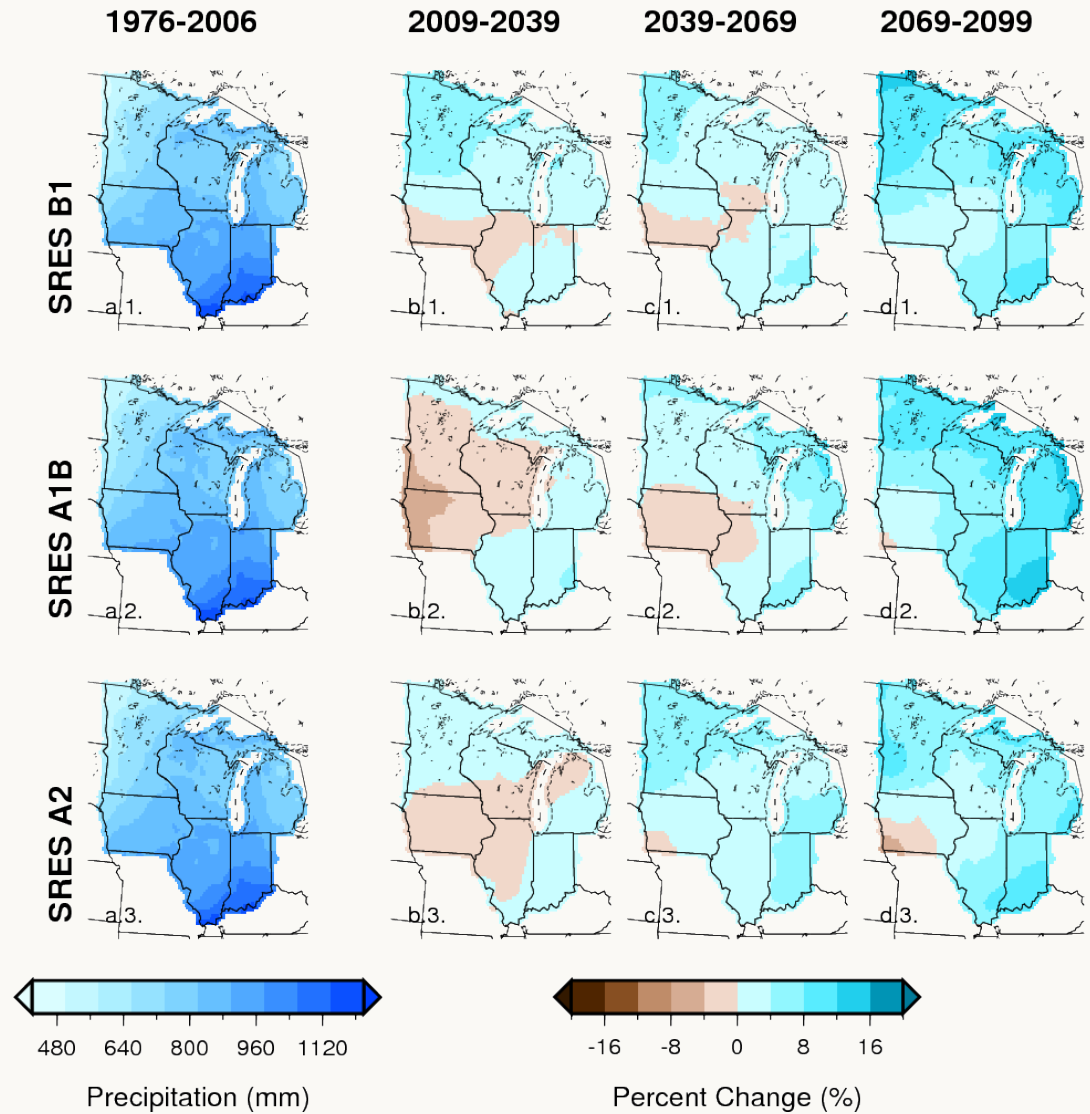 1976-2006 2009-2039 2039-2069 2069-2099
SRES B1
a.1. b.1. c.1. d.1.
SRES A1B
a.2. b.2. c.2. d.2.
SRES A2
a.3. b.3. c.3. d.3.
480 640 800 960 1120 -16 -8 0 8 16
Precipitation (mm) Percent Change (%)